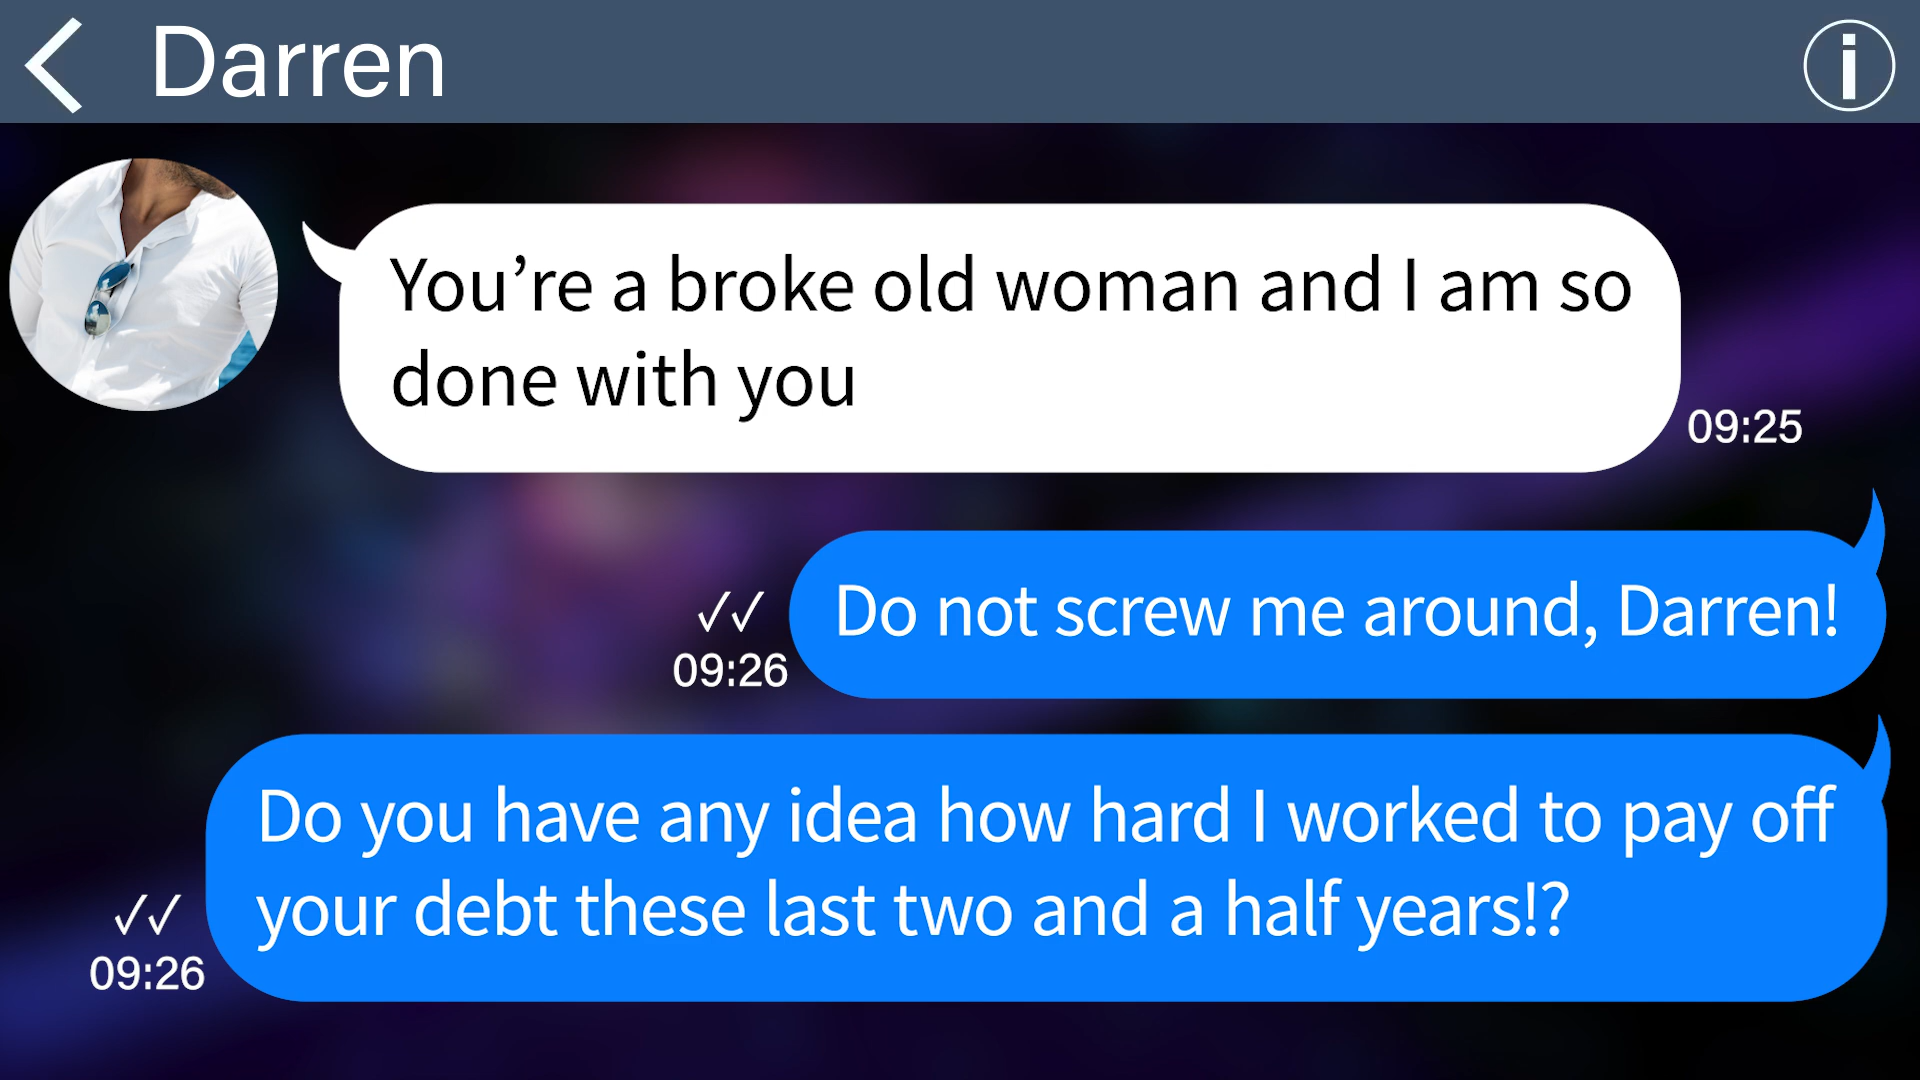 Darren
You’re a broke old woman and I am so
done with you
09:25
Do not screw me around, Darren!
09:26
Do you have any idea how hard I worked to pay off
your debt these last two and a half years!?
09:26